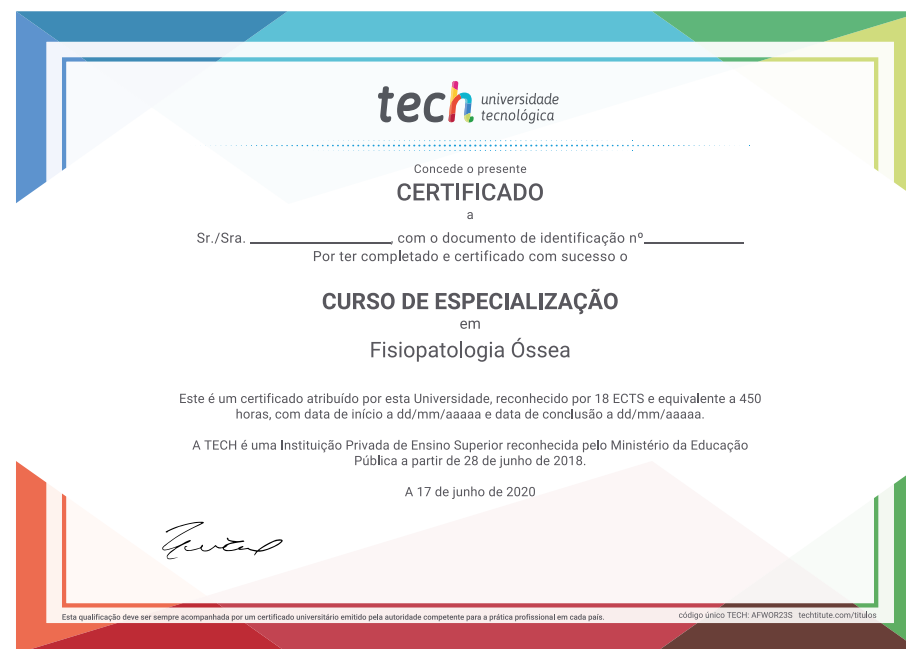 tech universidade
tecnológica
Concede o presente
CERTIFICADO
a
Sr./Sra. , com o documento de identificação nº
Por ter completado e certificado com sucesso o
CURSO DE ESPECIALIZAÇÃO
em
Fisiopatologia Óssea
Este é um certificado atribuído por esta Universidade, reconhecido por 18 ECTS e equivalente a 450
horas, com data de início a dd/mm/aaaaa e data de conclusão a dd/mm/aaaaa.
A TECH é uma Instituição Privada de Ensino Superior reconhecida pelo Ministério da Educação
Pública a partir de 28 de junho de 2018.
A 17 de junho de 2020
Esta qualificação deve ser sempre acompanhada por um certificado universitário emitido pela autoridade competente para a prática profissional em cada país.
código único TECH: AFWOR23S techtitute.com/titulos